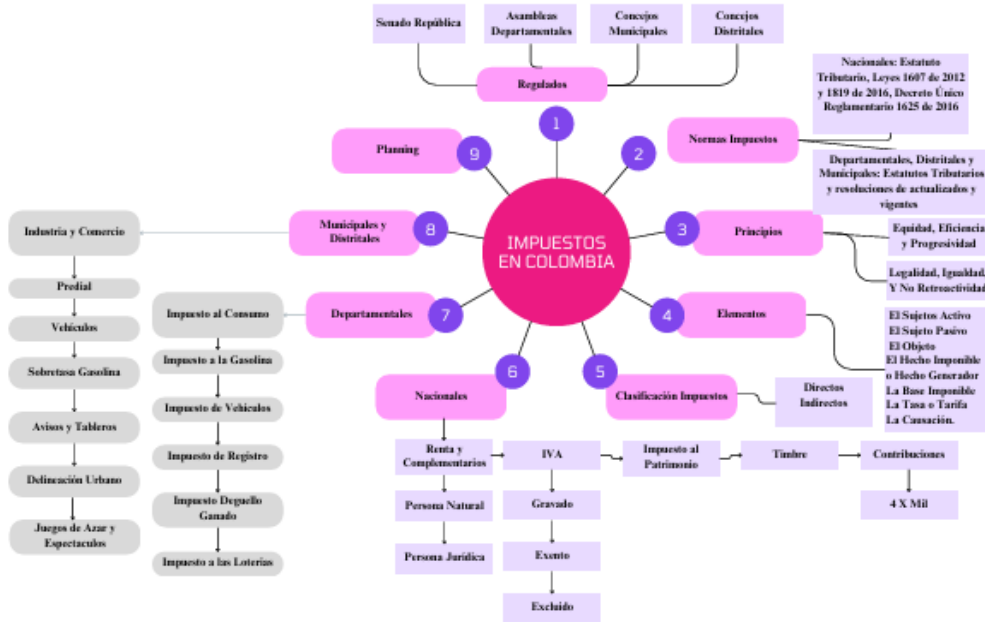 Senado República
Asambleas
Departamentales
Concejos
Municipales
Concejos
Distritales
Regulados
1
Nacionales: Estatuto
Tributario, Leyes 1607 de 2012
y 1819 de 2016, Decreto Único
Reglamentario 1625 de 2016
Normas Impuestos
2
Departamentales, Distritales y
Municipales: Estatutos Tributarios
y resoluciones de actualizados y
vigentes
Planning
9
IMPUESTOS
EN COLOMBIA
3
Principios
Equidad, Eficiencia
y Progresividad
Legalidad, Igualdad,
Y No Retroactividad
4
Elementos
El Sujetos Activo
El Sujeto Pasivo
El Objeto
El Hecho Imponible
o Hecho Generador
La Base Imponible
La Tasa o Tarifa
La Causación.
5
Clasificación Impuestos
Directos
Indirectos
6
Nacionales
Renta y
Complementarios
IVA
Impuesto al
Patrimonio
Timbre
Contribuciones
Persona Natural
Gravado
4 X Mil
Persona Jurídica
Exento
Excluido
7
Departamentales
Impuesto al Consumo
Impuesto a la Gasolina
Impuesto de Vehículos
Impuesto de Registro
Impuesto Deguello
Ganado
Impuesto a las Loterías
8
Municipales y
Distritales
Industria y Comercio
Predial
Vehículos
Sobretasa Gasolina
Avisos y Tableros
Delineación Urbano
Juegos de Azar y
Espectaculos